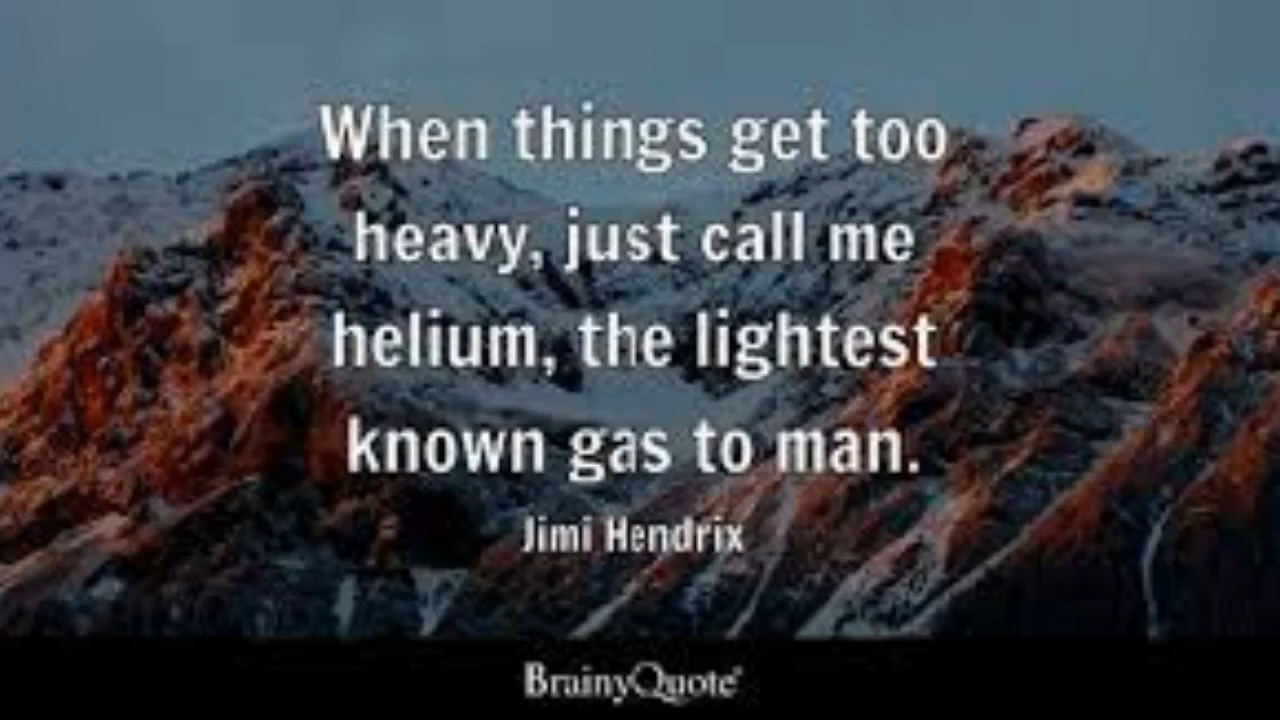 When things get too
heavy, just call me
helium, the lightest
known gas to man.
Jimi Hendrix
BrainyQuote®